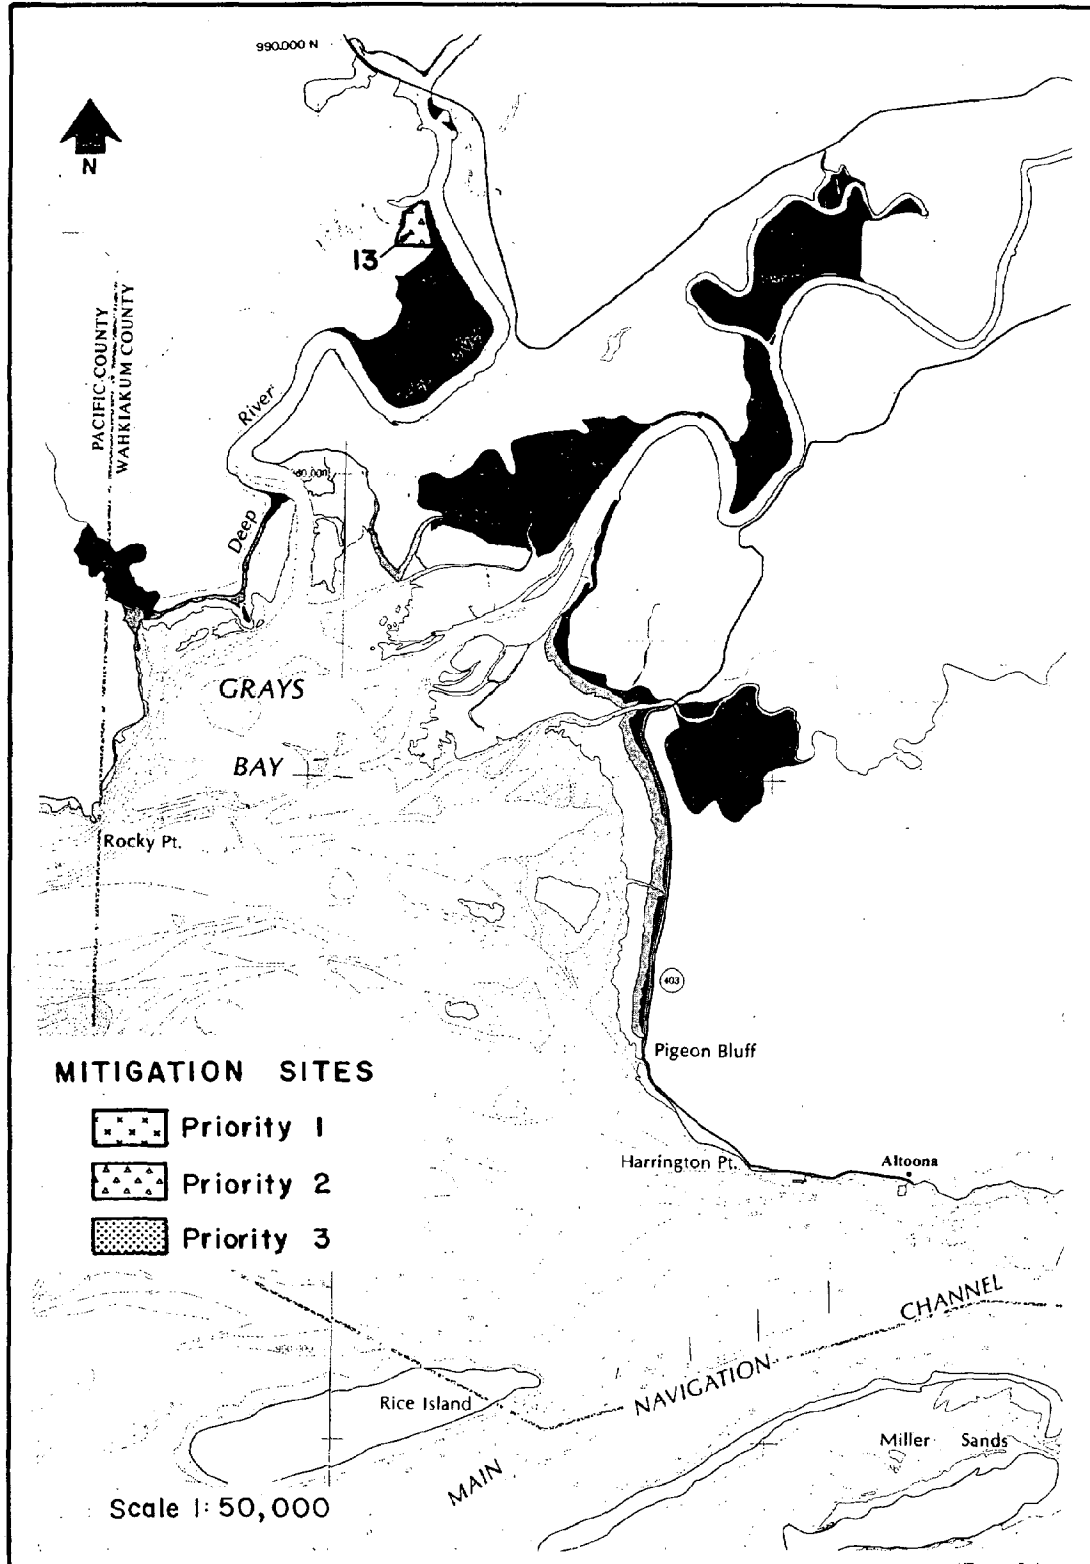 990.000 N
N
13
PACIFIC COUNTY
WAHKIAKUM COUNTY
River
Deep
GRAYS
BAY
Rocky Pt.
403
Pigeon Bluff
MITIGATION SITES
Priority 1
Priority 2
Priority 3
Harrington Pt.
Altoona
MAIN NAVIGATION CHANNEL
Rice Island
Miller Sands
Scale 1:50,000